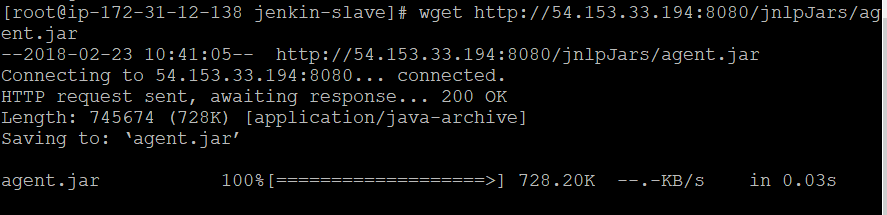 [root@ip-172-31-12-138 jenkin-slave]# wget http://54.153.33.194:8080/jnlpJars/ag
ent.jar
--2018-02-23 10:41:05--  http://54.153.33.194:8080/jnlpJars/agent.jar
Connecting to 54.153.33.194:8080... connected.
HTTP request sent, awaiting response... 200 OK
Length: 745674 (728K) [application/java-archive]
Saving to: ‘agent.jar’
agent.jar           100%[===================>] 728.20K  --.-KB/s    in 0.03s